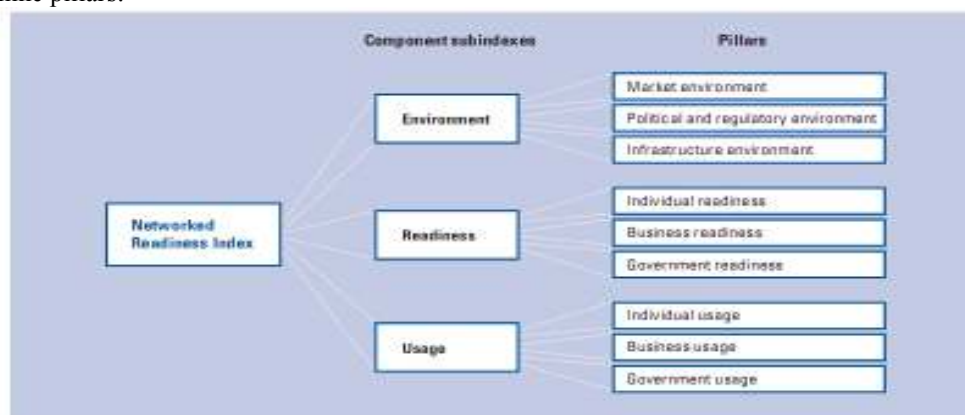 pillars.
Component subindexes
Pillars
Environment
Market environment
Political and regulatory environment
Infrastructure environment
Networked
Readiness Index
Readiness
Individual readiness
Business readiness
Government readiness
Usage
Individual usage
Business usage
Government usage